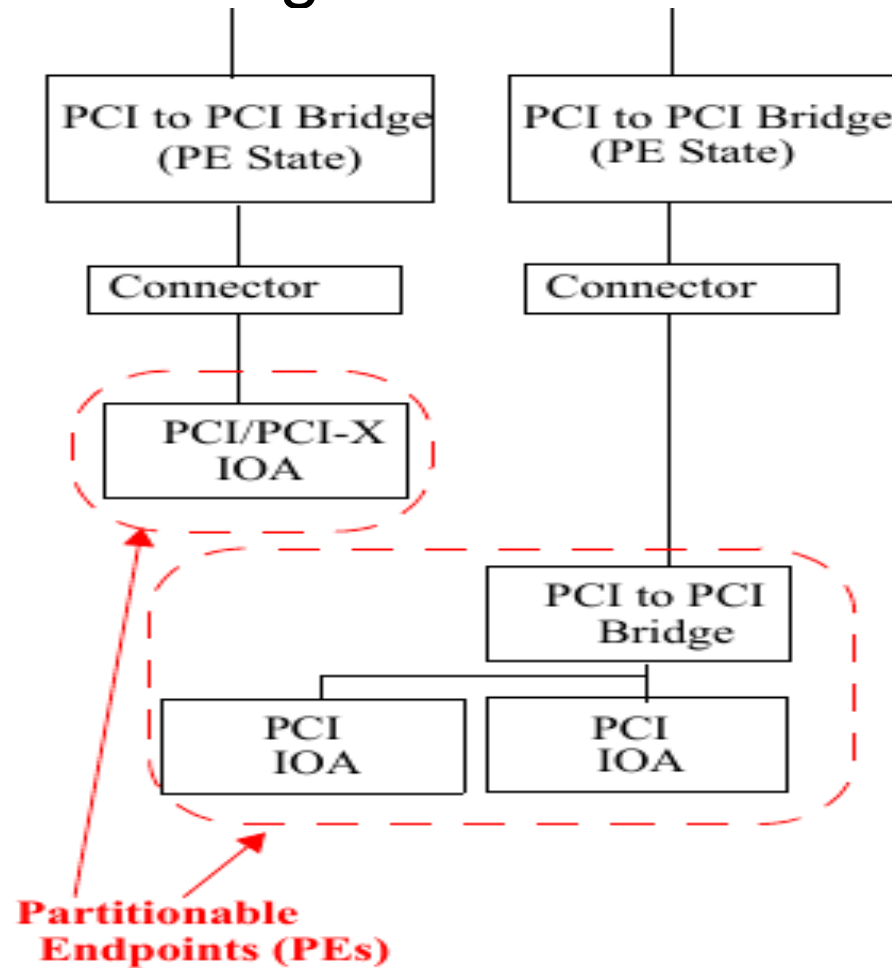 PCI to PCI Bridge
(PE State)
PCI to PCI Bridge
(PE State)
Connector
Connector
PCI/PCI-X
IOA
PCI to PCI
Bridge
PCI
IOA
PCI
IOA
Partitionable
Endpoints (PEs)